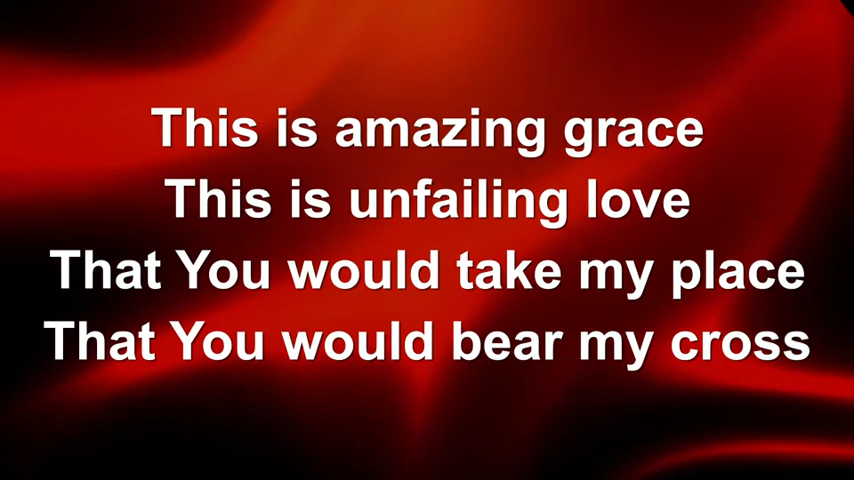 This is amazing grace
This is unfailing love
That You would take my place
That You would bear my cross